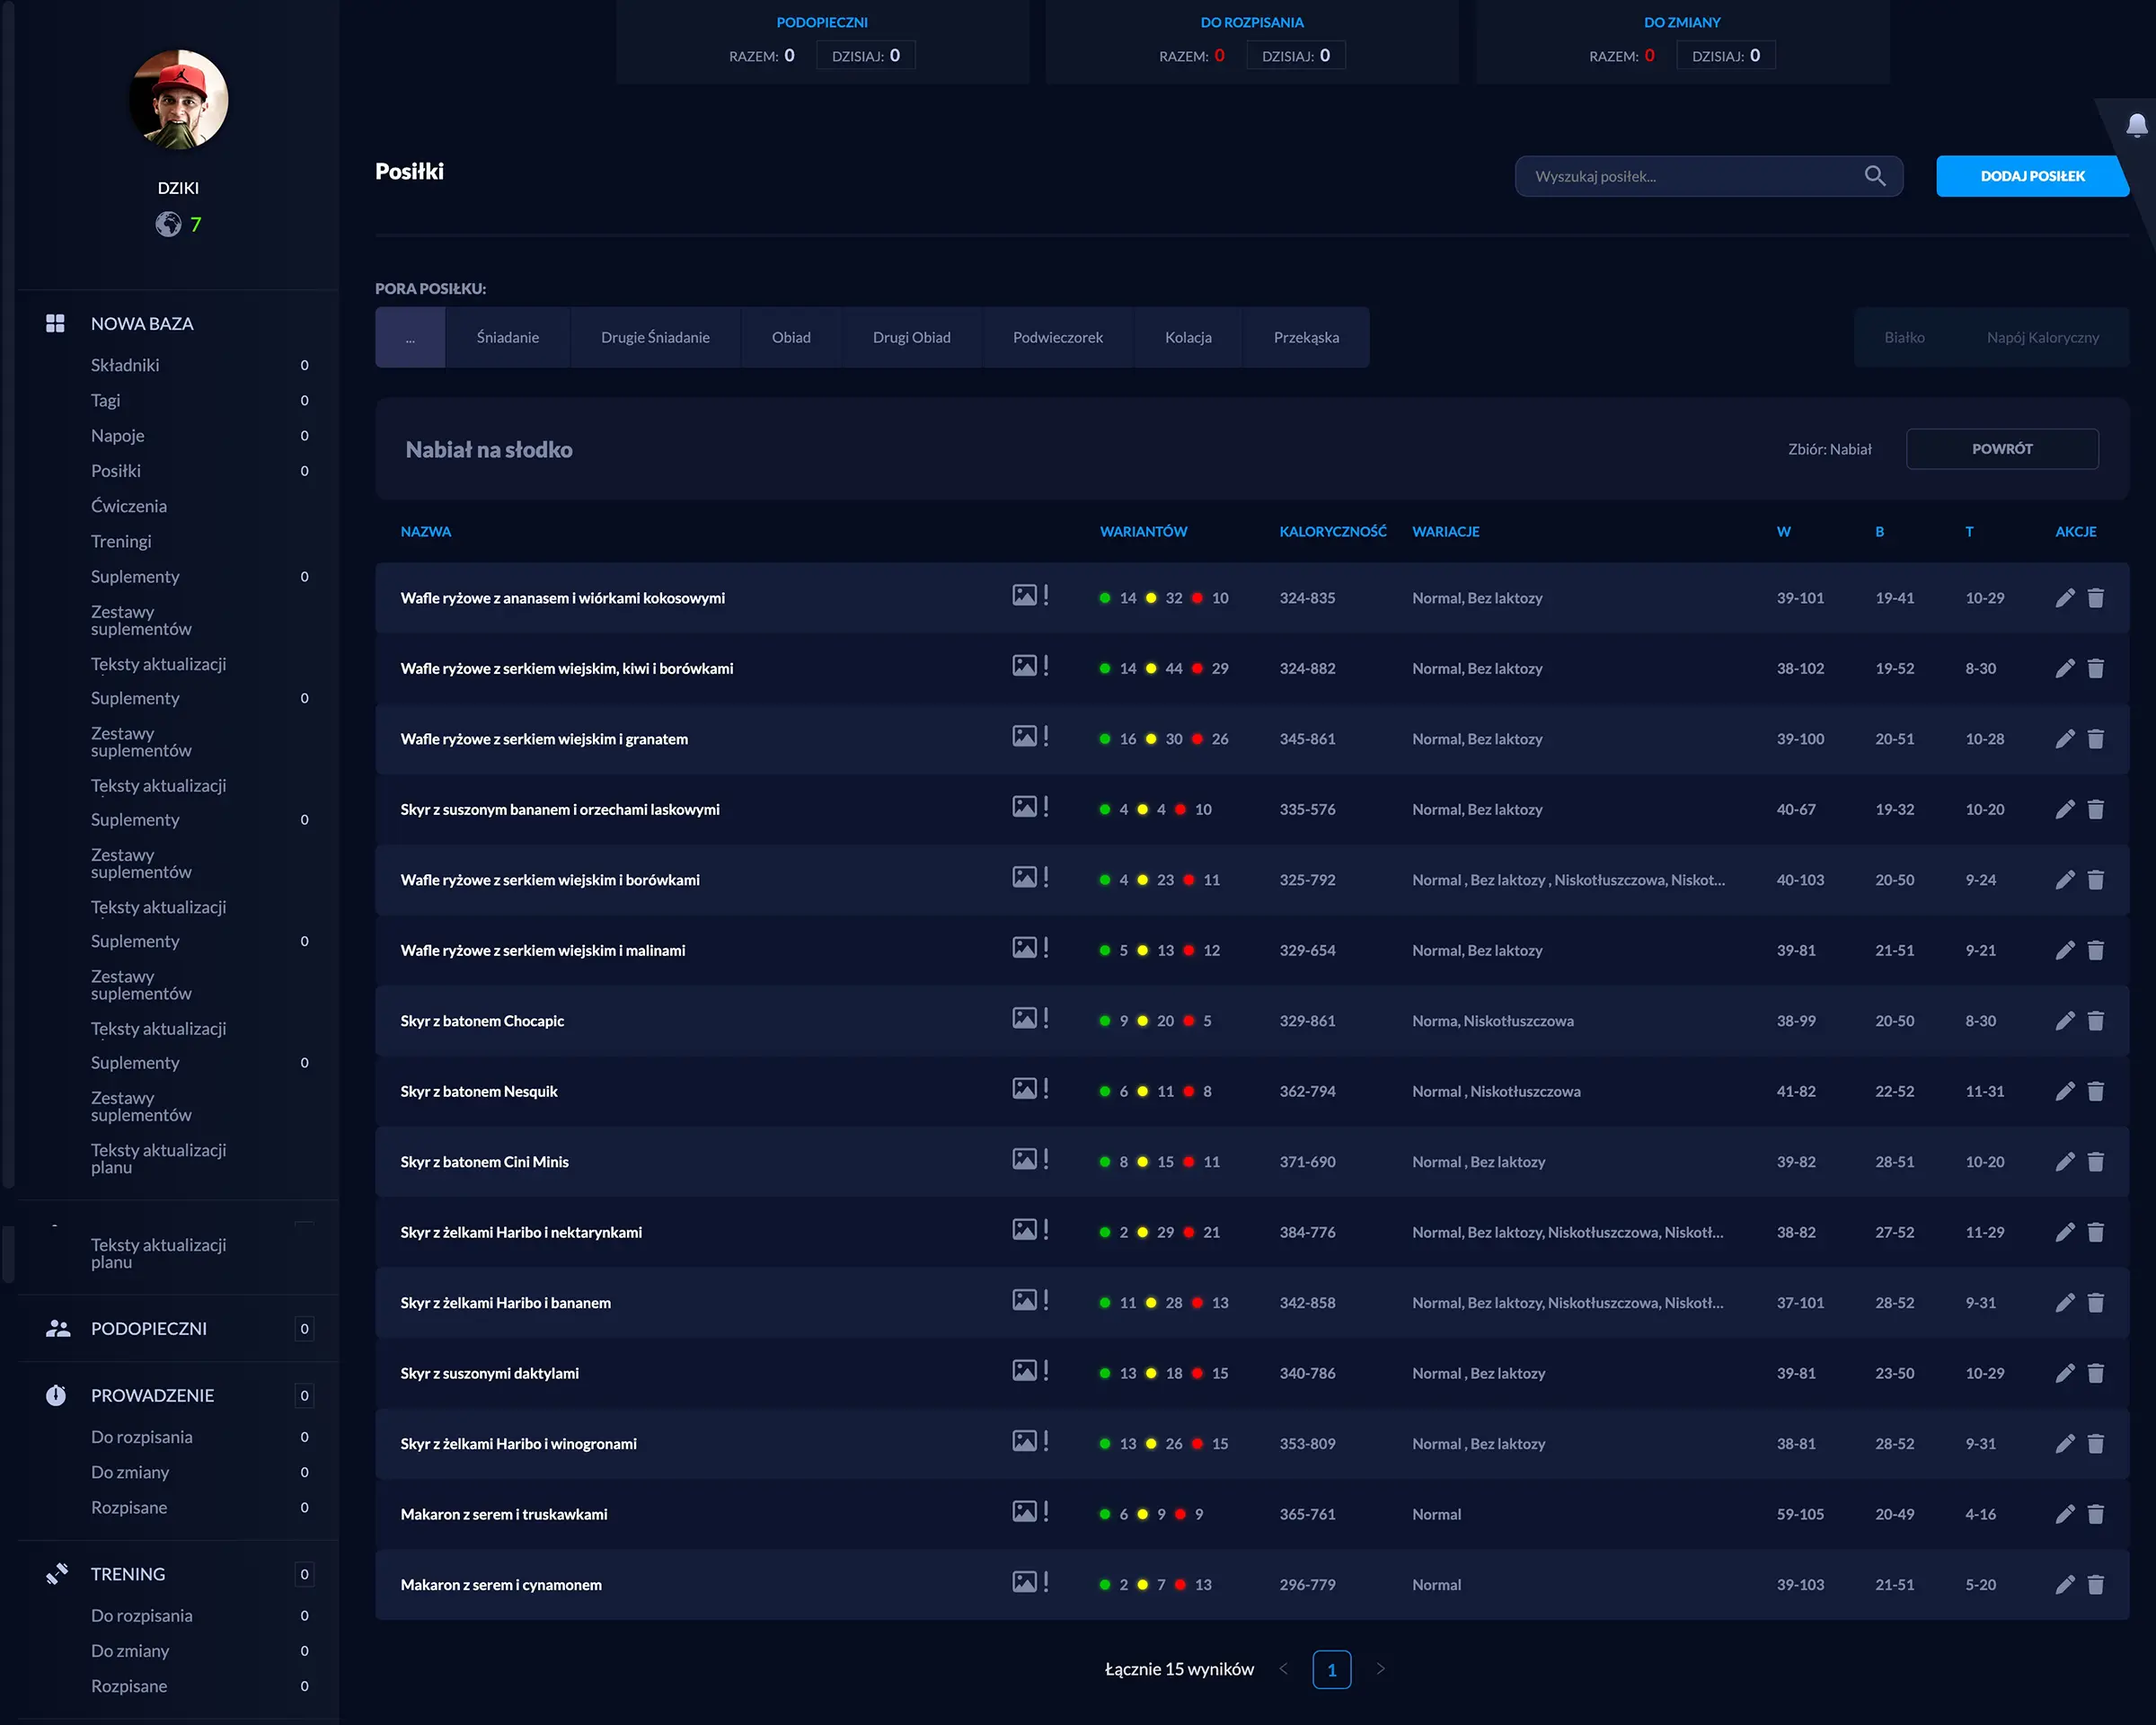 PODOPIECZNI
RAZEM: 0 DZISIAJ: 0
DO ROZPISANIA
RAZEM: 0 DZISIAJ: 0
DO ZMIANY
RAZEM: 0 DZISIAJ: 0
DZIKI
7
NOWA BAZA
Składniki 0
Tagi 0
Napoje 0
Posiłki 0
Ćwiczenia
Treningi
Suplementy 0
Zestawy
suplementów
Teksty aktualizacji
Suplementy 0
Zestawy
suplementów
Teksty aktualizacji
Suplementy 0
Zestawy
suplementów
Teksty aktualizacji
Suplementy 0
Zestawy
suplementów
Teksty aktualizacji
Suplementy 0
Zestawy
suplementów
Teksty aktualizacji
planu
Teksty aktualizacji
planu
PODOPIECZNI 0
PROWADZENIE 0
Do rozpisania 0
Do zmiany 0
Rozpisane 0
TRENING 0
Do rozpisania 0
Do zmiany 0
Rozpisane 0
Posiłki
Wyszukaj posiłek...
DODAJ POSIŁEK
PORA POSIŁKU:
... Śniadanie Drugie Śniadanie Obiad Drugi Obiad Podwieczorek Kolacja Przekąska
Białko Napój Kaloryczny
Nabiał na słodko
Zbiór: Nabiał POWRÓT
NAZWA WARIANTÓW KALORYCZNOŚĆ WARIACJE W B T AKCJE
Wafle ryżowe z ananasem i wiórkami kokosowymi ! 14 32 10 324-835 Normal, Bez laktozy 39-101 19-41 10-29
Wafle ryżowe z serkiem wiejskim, kiwi i borówkami ! 14 44 29 324-882 Normal, Bez laktozy 38-102 19-52 8-30
Wafle ryżowe z serkiem wiejskim i granatem ! 16 30 26 345-861 Normal, Bez laktozy 39-100 20-51 10-28
Skyr z suszonym bananem i orzechami laskowymi ! 4 4 10 335-576 Normal, Bez laktozy 40-67 19-32 10-20
Wafle ryżowe z serkiem wiejskim i borówkami ! 4 23 11 325-792 Normal , Bez laktozy , Niskotłuszczowa, Niskot... 40-103 20-50 9-24
Wafle ryżowe z serkiem wiejskim i malinami ! 5 13 12 329-654 Normal, Bez laktozy 39-81 21-51 9-21
Skyr z batonem Chocapic ! 9 20 5 329-861 Norma, Niskotłuszczowa 38-99 20-50 8-30
Skyr z batonem Nesquik ! 6 11 8 362-794 Normal , Niskotłuszczowa 41-82 22-52 11-31
Skyr z batonem Cini Minis ! 8 15 11 371-690 Normal , Bez laktozy 39-82 28-51 10-20
Skyr z żelkami Haribo i nektarynkami ! 2 29 21 384-776 Normal, Bez laktozy, Niskotłuszczowa, Niskotł... 38-82 27-52 11-29
Skyr z żelkami Haribo i bananem ! 11 28 13 342-858 Normal, Bez laktozy, Niskotłuszczowa, Niskotł... 37-101 28-52 9-31
Skyr z suszonymi daktylami ! 13 18 15 340-786 Normal , Bez laktozy 39-81 23-50 10-29
Skyr z żelkami Haribo i winogronami ! 13 26 15 353-809 Normal , Bez laktozy 38-81 28-52 9-31
Makaron z serem i truskawkami ! 6 9 9 365-761 Normal 59-105 20-49 4-16
Makaron z serem i cynamonem ! 2 7 13 296-779 Normal 39-103 21-51 5-20
Łącznie 15 wyników < 1 >